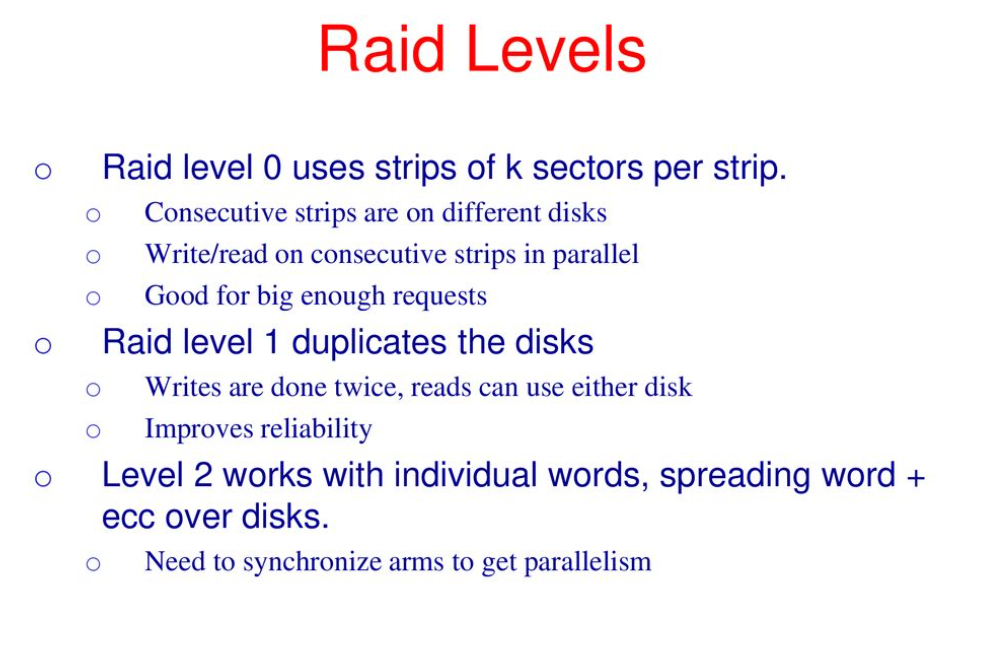 Raid Levels
Raid level 0 uses strips of k sectors per strip.
Consecutive strips are on different disks
Write/read on consecutive strips in parallel
Good for big enough requests
Raid level 1 duplicates the disks
Writes are done twice, reads can use either disk
Improves reliability
Level 2 works with individual words, spreading word +
ecc over disks.
Need to synchronize arms to get parallelism